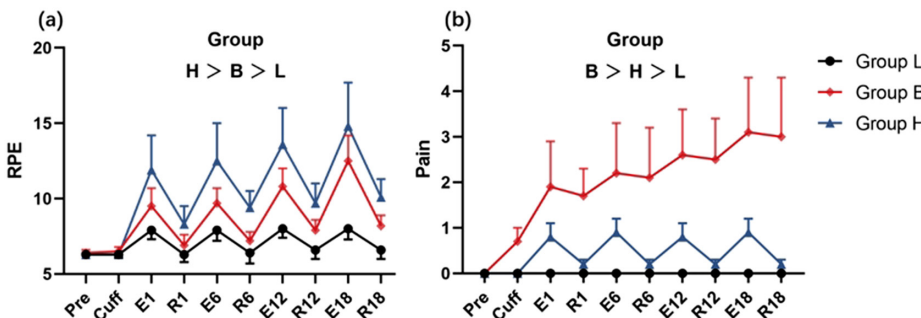 (a)
Group
H > B > L
RPE
20
15
10
5
Pre Cuff E1 R1 E6 R6 E12 R12 E18 R18
(b)
Group
B > H > L
Pain
5
4
3
2
1
0
Pre Cuff E1 R1 E6 R6 E12 R12 E18 R18
Group L
Group B
Group H